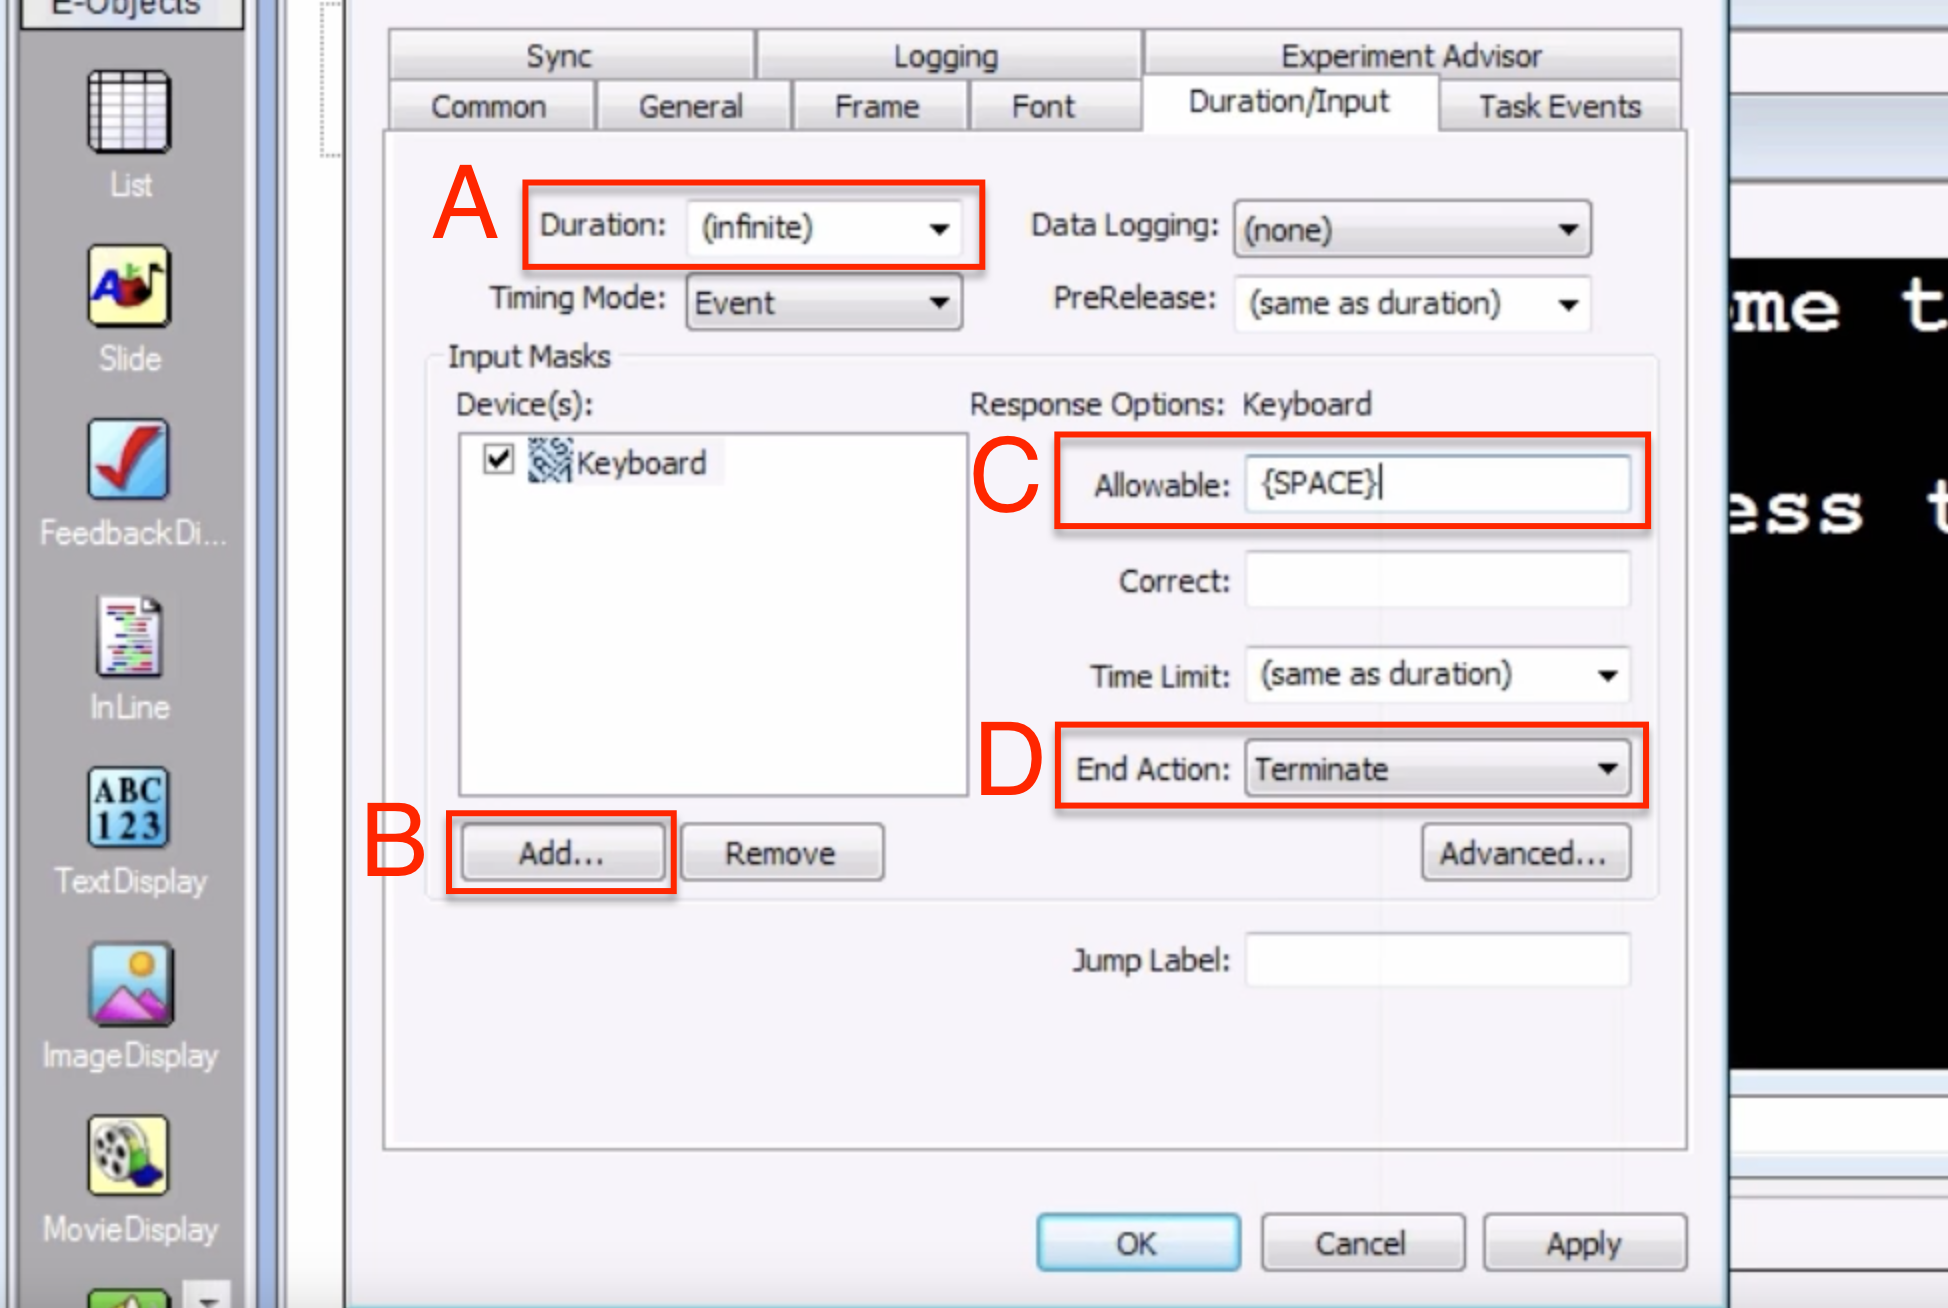 E-Objects
List
Slide
FeedbackDi...
InLine
ABC
123
TextDisplay
ImageDisplay
MovieDisplay
Sync Logging Experiment Advisor
Common General Frame Font Duration/Input Task Events
A Duration: (infinite) Data Logging: (none)
Timing Mode: Event PreRelease: (same as duration)
Input Masks
Device(s): Response Options: Keyboard
Keyboard
C Allowable: {SPACE}
Correct:
Time Limit: (same as duration)
D End Action: Terminate
B Add... Remove Advanced...
Jump Label:
OK Cancel Apply
me t
ess t